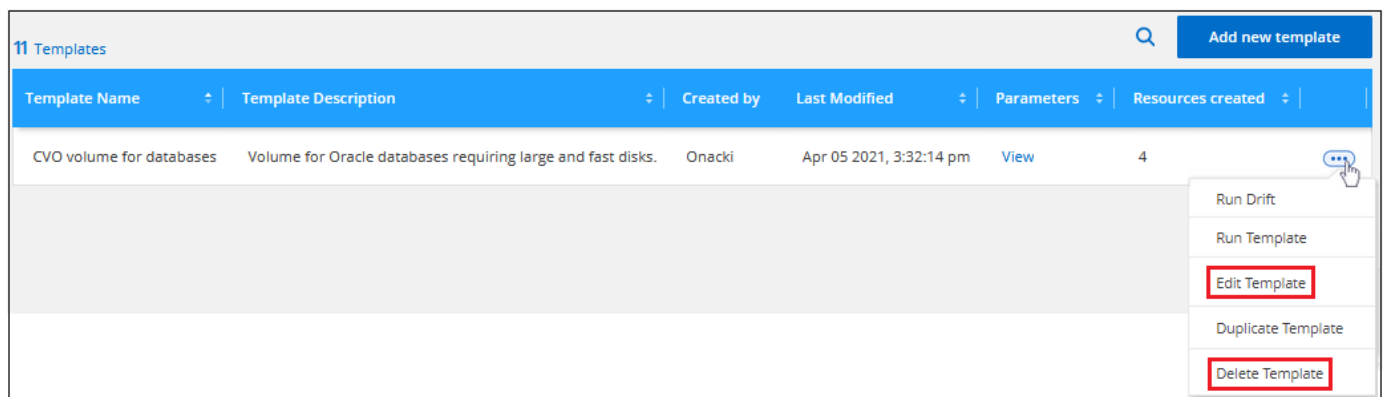 11 Templates
Add new template
Template Name Template Description Created by Last Modified Parameters Resources created
CVO volume for databases Volume for Oracle databases requiring large and fast disks. Onacki Apr 05 2021, 3:32:14 pm View 4
Run Drift
Run Template
Edit Template
Duplicate Template
Delete Template